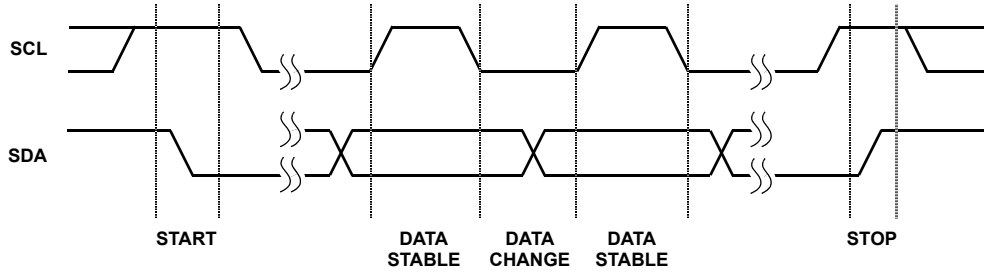 SCL
SDA
START
DATA
STABLE
DATA
CHANGE
DATA
STABLE
STOP